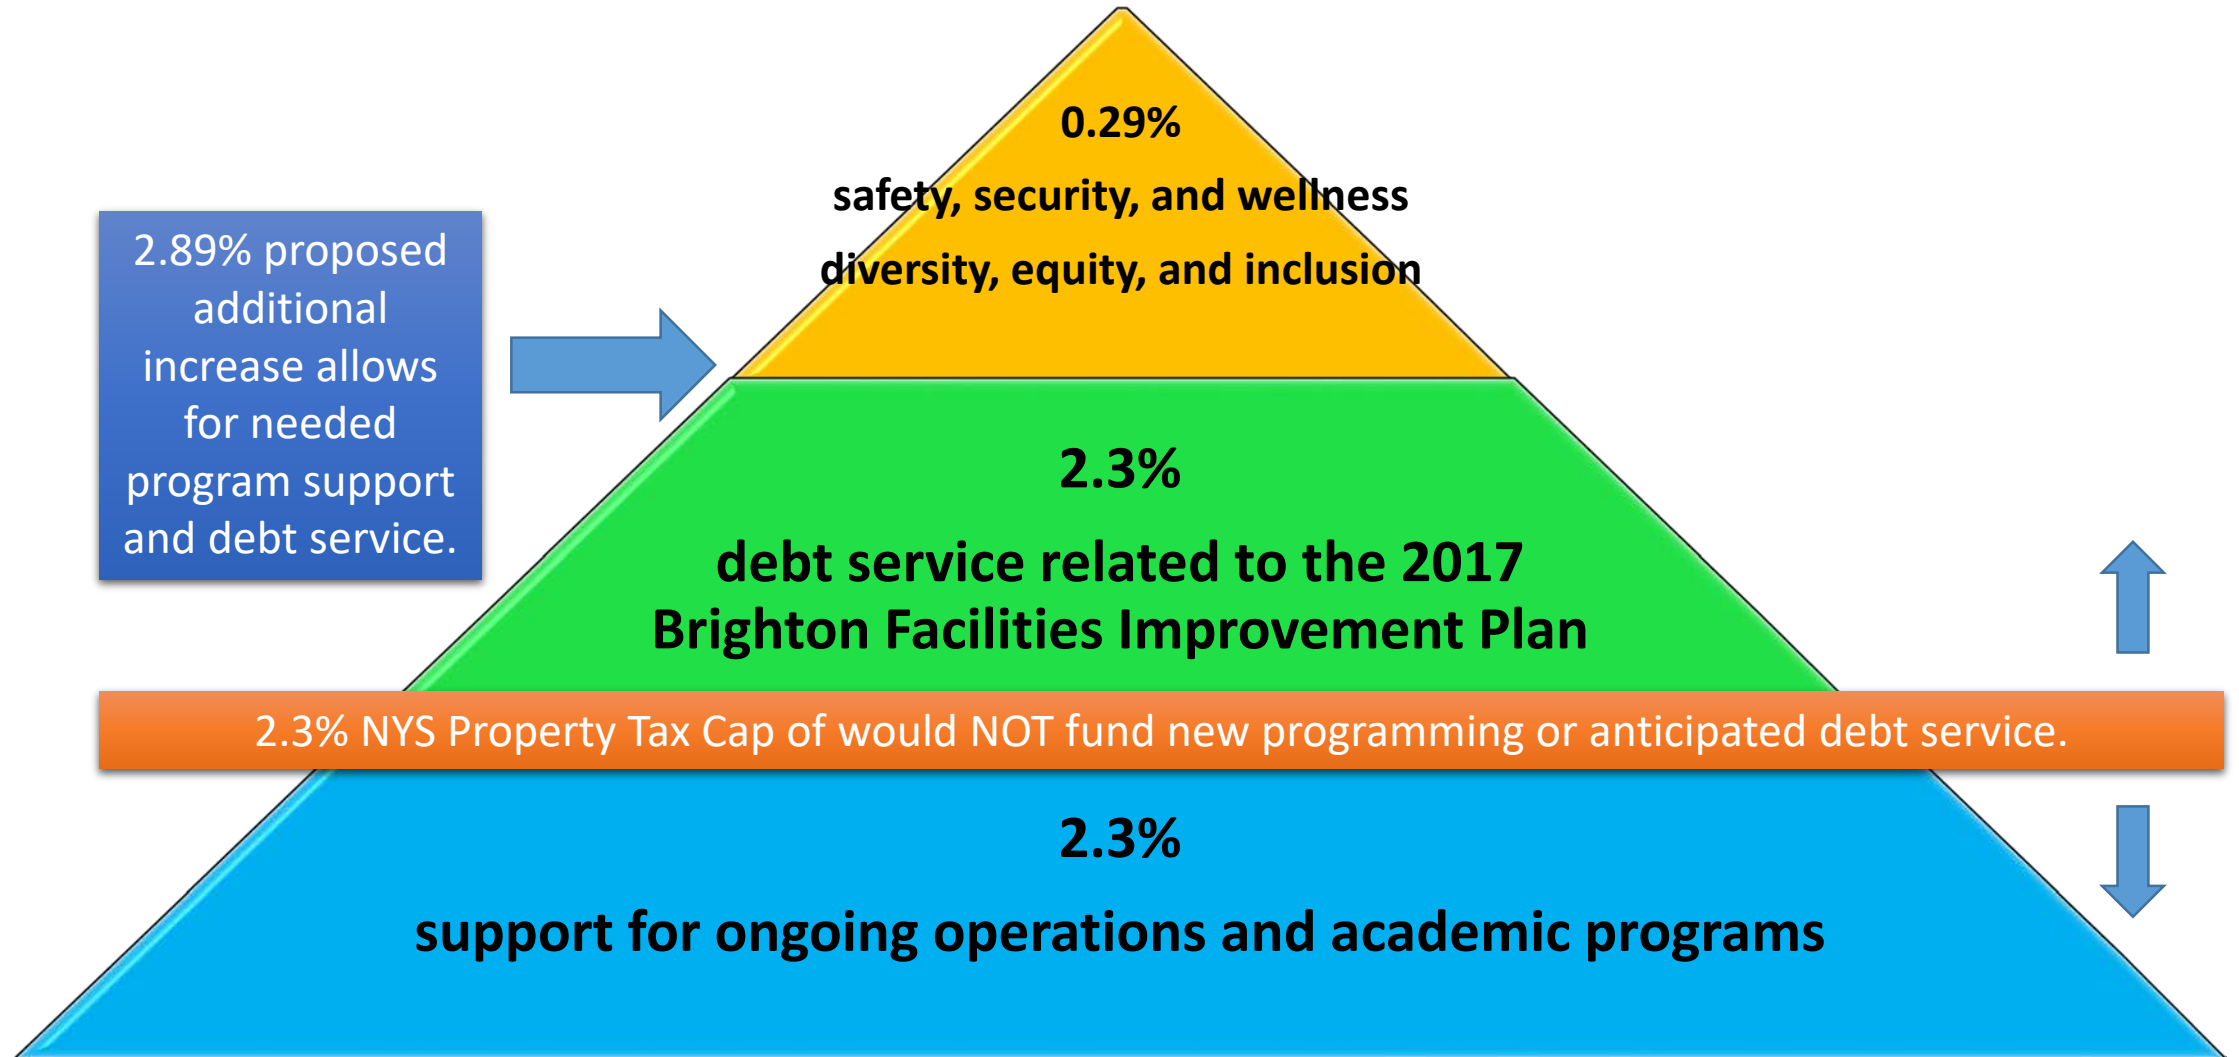 0.29%
safety, security, and wellness
diversity, equity, and inclusion
2.89% proposed
additional
increase allows
for needed
program support
and debt service.
2.3%
debt service related to the 2017
Brighton Facilities Improvement Plan
2.3% NYS Property Tax Cap of would NOT fund new programming or anticipated debt service.
2.3%
support for ongoing operations and academic programs